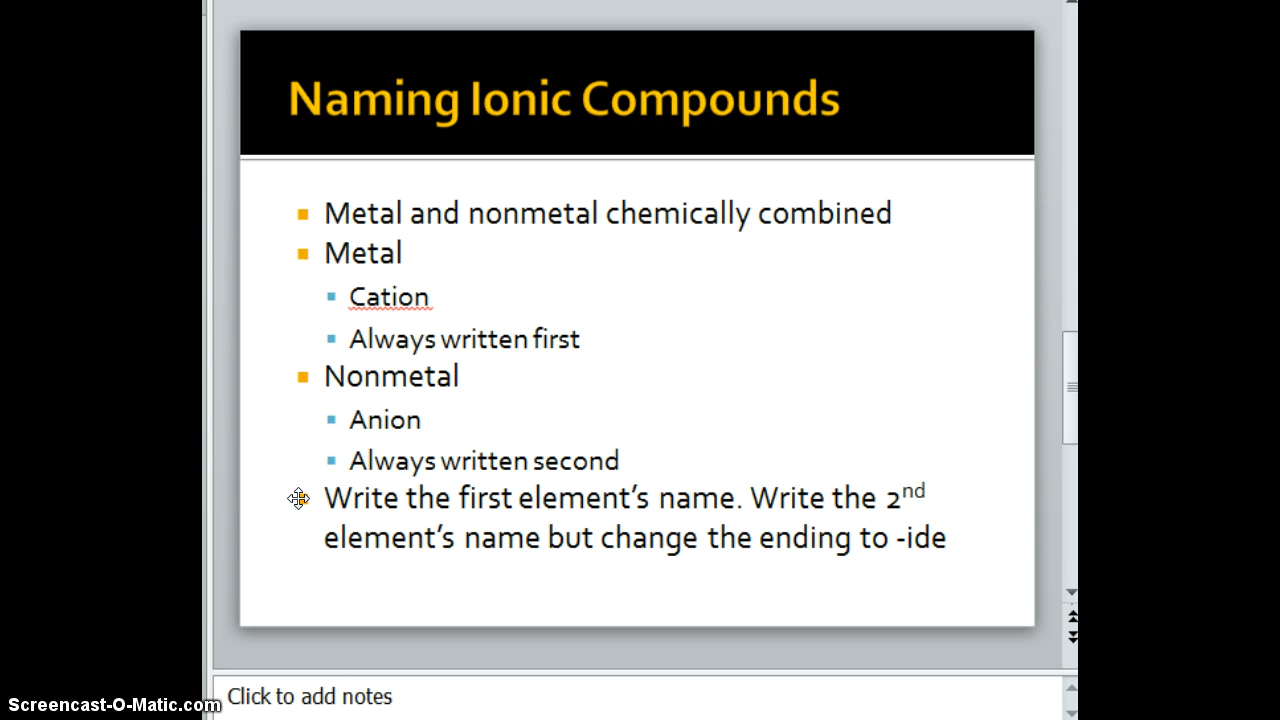 Naming Ionic Compounds
Metal and nonmetal chemically combined
Metal
Cation
Always written first
Nonmetal
Anion
Always written second
Write the first element’s name. Write the 2nd
element’s name but change the ending to -ide
Click to add notes
Screencast-O-Matic.com